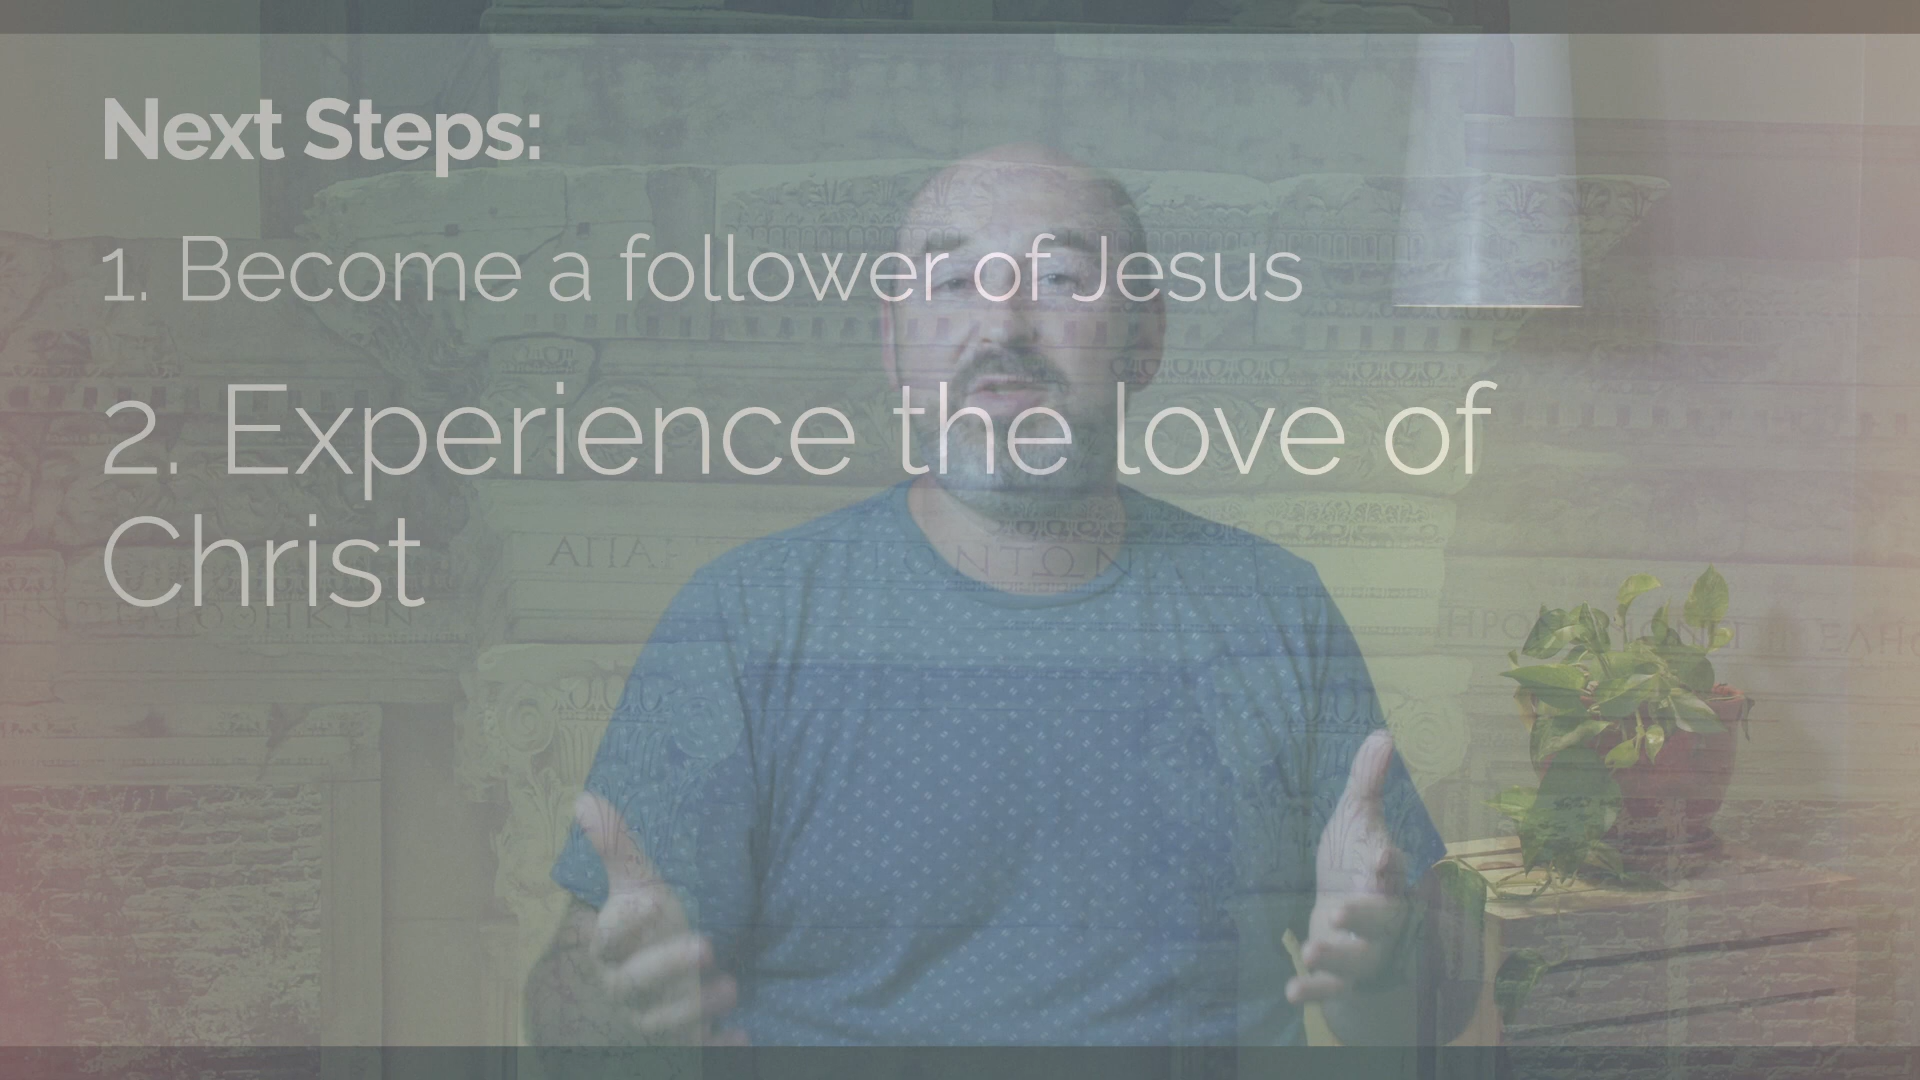 Next Steps:
1. Become a follower of Jesus
2. Experience the love of
Christ